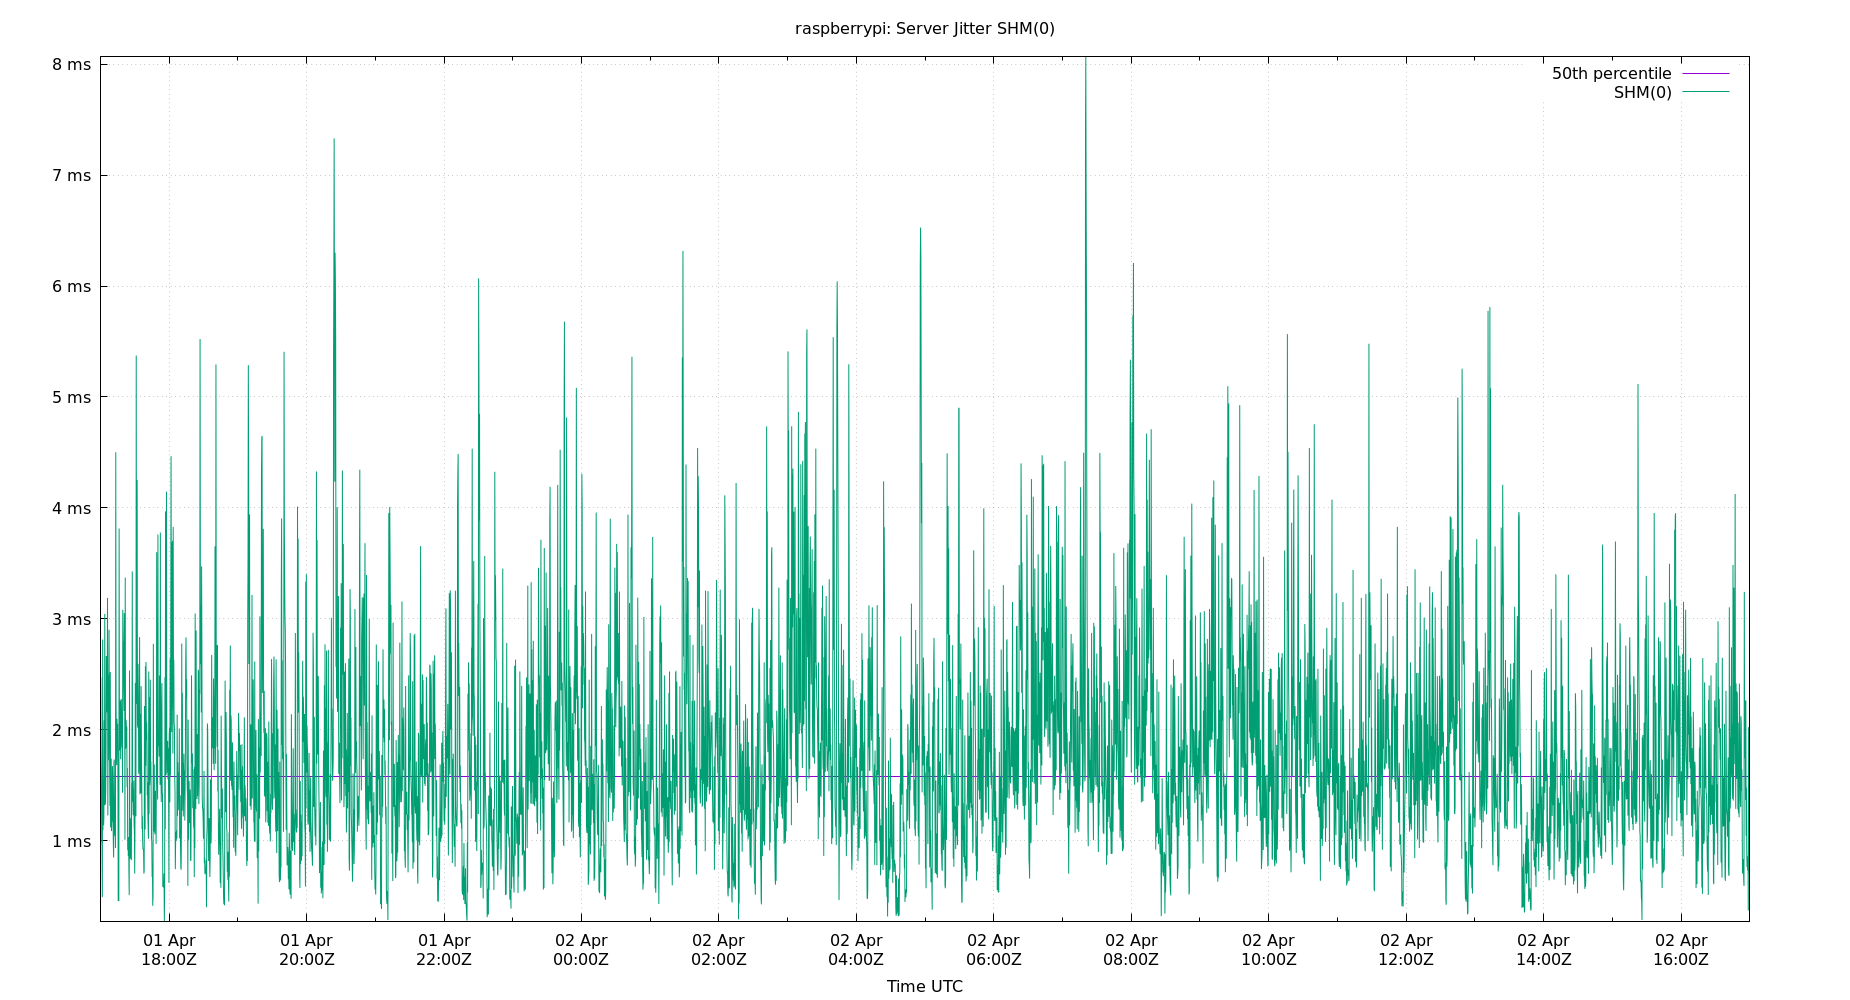 raspberrypi: Server Jitter SHM(0)
8 ms
50th percentile
SHM(0)
7 ms
6 ms
5 ms
4 ms
3 ms
2 ms
1 ms
01 Apr 01 Apr 01 Apr 02 Apr 02 Apr 02 Apr 02 Apr 02 Apr 02 Apr 02 Apr 02 Apr 02 Apr
18:00Z 20:00Z 22:00Z 00:00Z 02:00Z 04:00Z 06:00Z 08:00Z 10:00Z 12:00Z 14:00Z 16:00Z
Time UTC